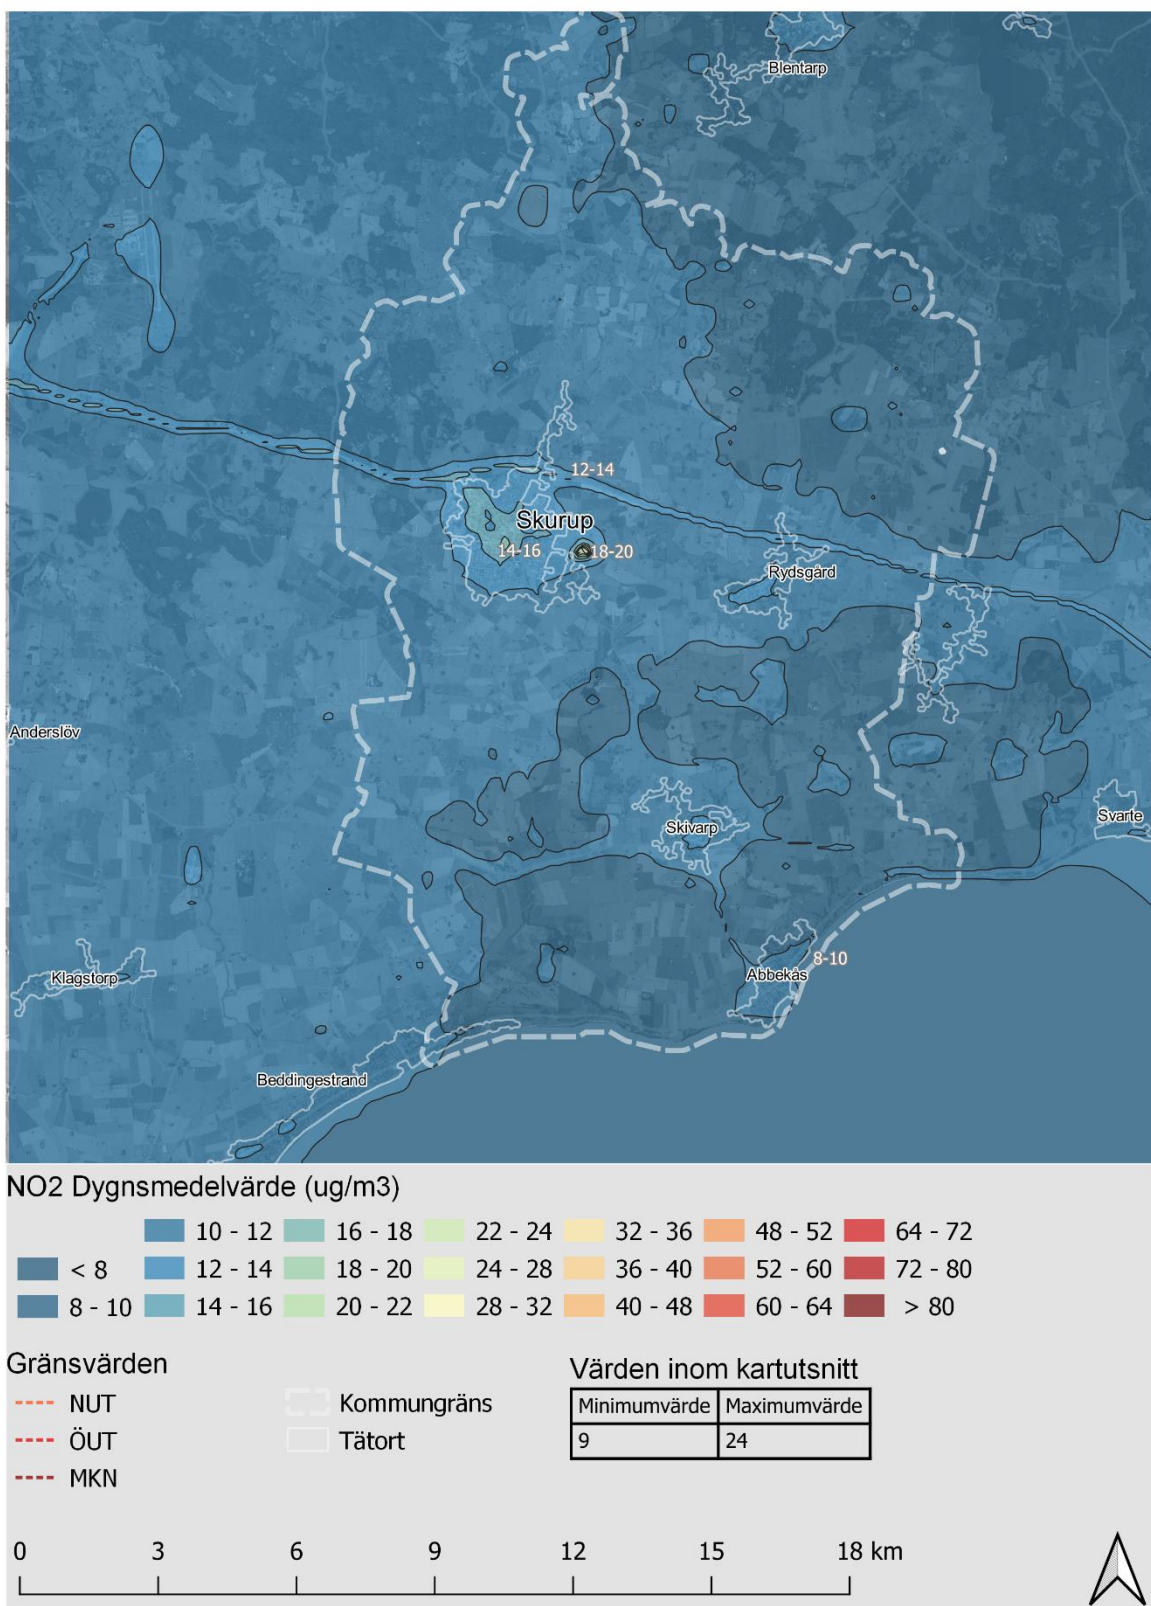 Blentarp
12-14
Skurup
14-16
18-20
Rydsgård
Anderslöv
Svarte
Skivarp
8-10
Abbekås
Klagstorp
Beddingestrand
NO2 Dygnsmedelvärde (ug/m3)
10 - 12 16 - 18 22 - 24 32 - 36 48 - 52 64 - 72
< 8 12 - 14 18 - 20 24 - 28 36 - 40 52 - 60 72 - 80
8 - 10 14 - 16 20 - 22 28 - 32 40 - 48 60 - 64 > 80
Gränsvärden
NUT
ÖUT
MKN
Kommungräns
Tätort
Värden inom kartutsnitt
Minimumvärde Maximumvärde
9 24
0 3 6 9 12 15 18 km